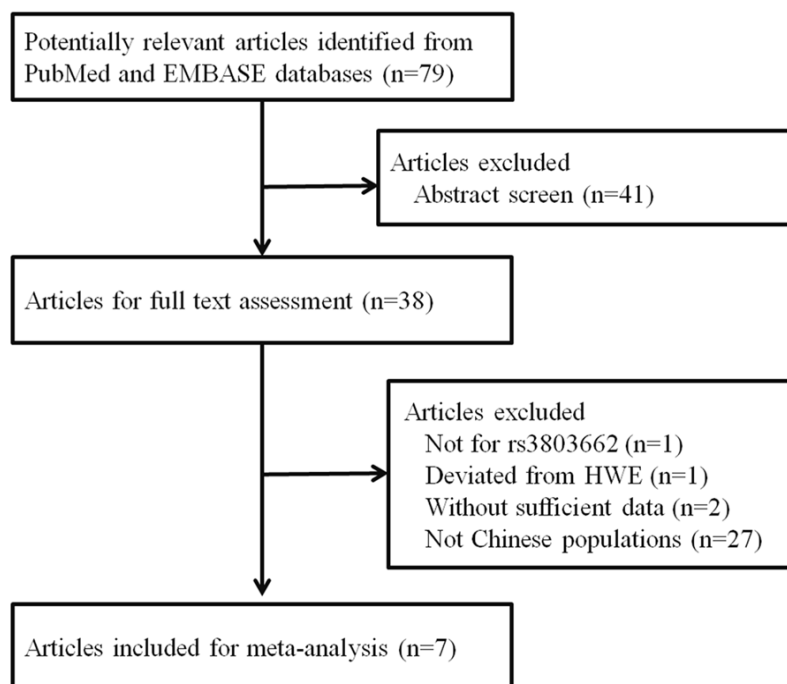 Potentially relevant articles identified from
PubMed and EMBASE databases (n=79)
Articles excluded
Abstract screen (n=41)
Articles for full text assessment (n=38)
Articles excluded
Not for rs3803662 (n=1)
Deviated from HWE (n=1)
Without sufficient data (n=2)
Not Chinese populations (n=27)
Articles included for meta-analysis (n=7)